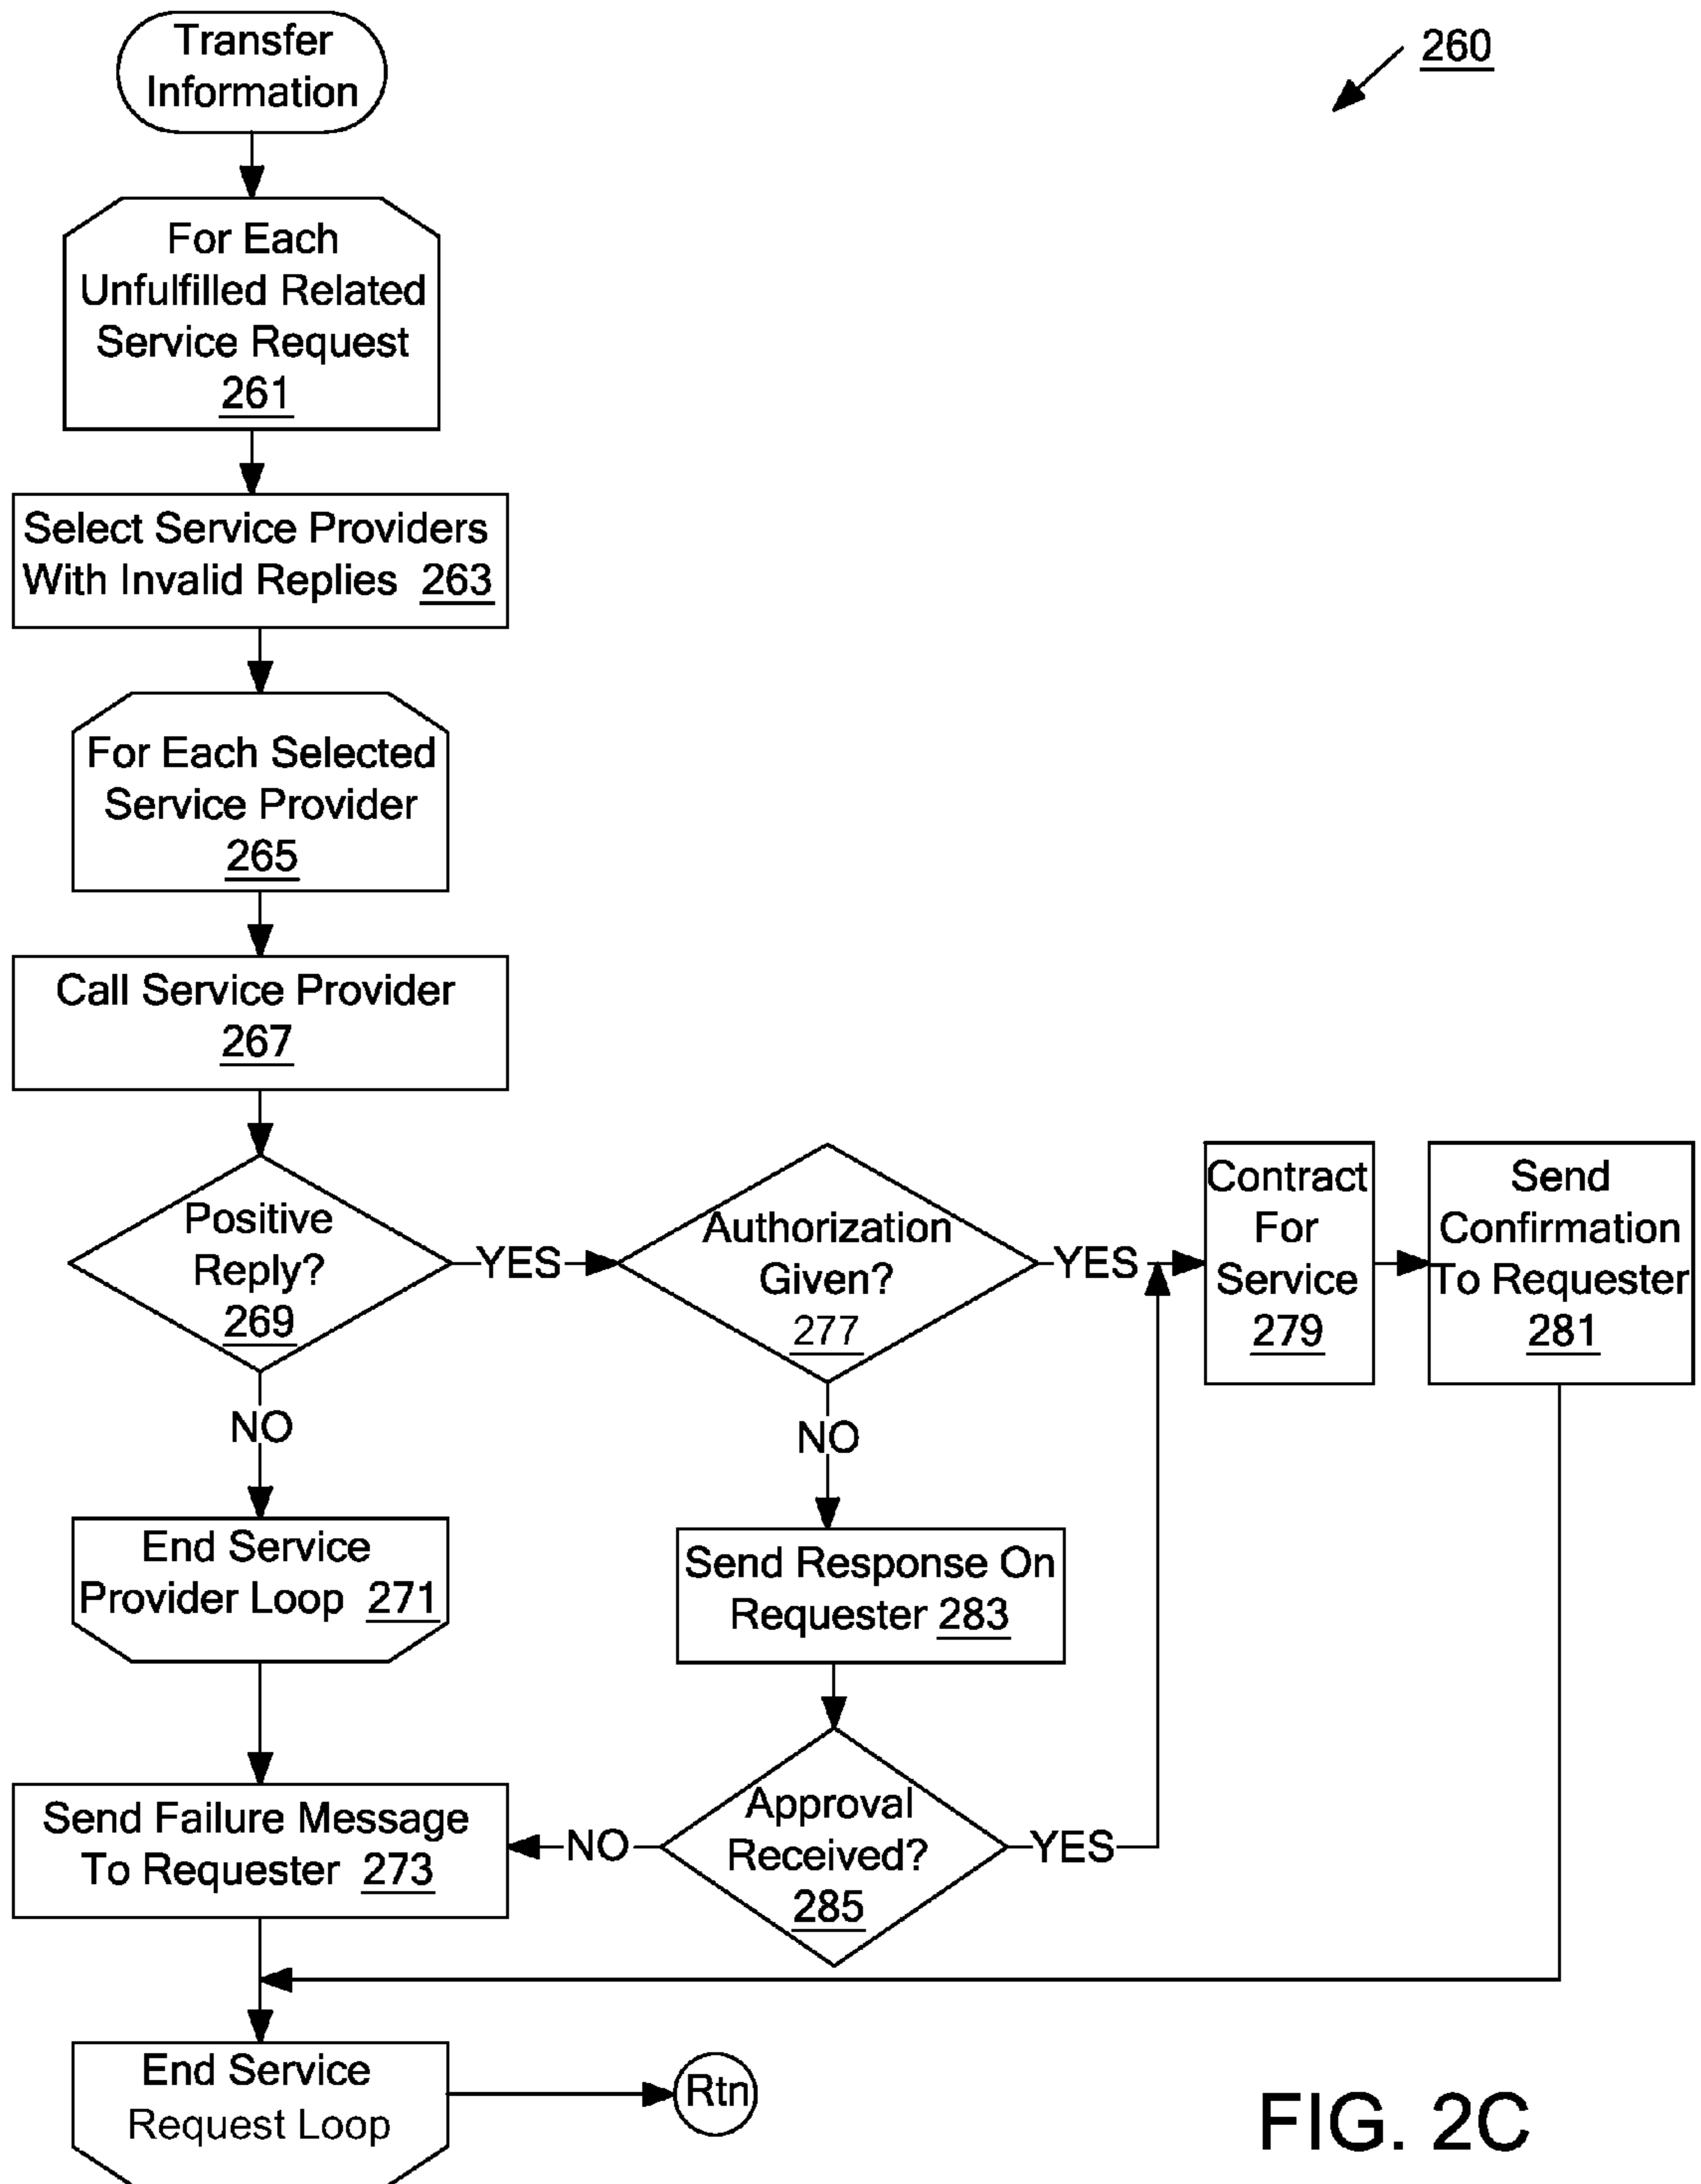 Transfer
Information
260
For Each
Unfulfilled Related
Service Request
261
Select Service Providers
With Invalid Replies 263
For Each Selected
Service Provider
265
Call Service Provider
267
Positive
Reply?
269
YES
Authorization
Given?
277
YES
Contract
For
Service
279
Send
Confirmation
To Requester
281
NO
NO
End Service
Provider Loop 271
Send Response On
Requester 283
Send Failure Message
To Requester 273
NO
Approval
Received?
285
YES
End Service
Request Loop
Rtn
FIG. 2C